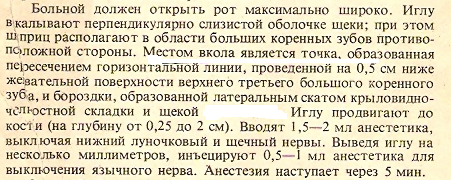 Больной должен открыть рот максимально широко. Иглу
вкалывают перпендикулярно слизистой оболочке щеки; при этом
шприц располагают в области больших коренных зубов противо-
положной стороны. Местом вкола является точка, образованная
пересечением горизонтальной линии, проведенной на 0,5 см ниже
жевательной поверхности верхнего третьего большого коренного
зуба, и бороздки, образованной латеральным скатом крыловидно-
челюстной складки и щекой Иглу продвигают до
кости (на глубину от 0,25 до 2 см). Вводят 1,5—2 мл анестетика,
выключая нижний луночковый и щечный нервы. Выведя иглу на
несколько миллиметров, инъецируют 0,5—1 мл анестетика для
выключения язычного нерва. Анестезия наступает через 5 мин.